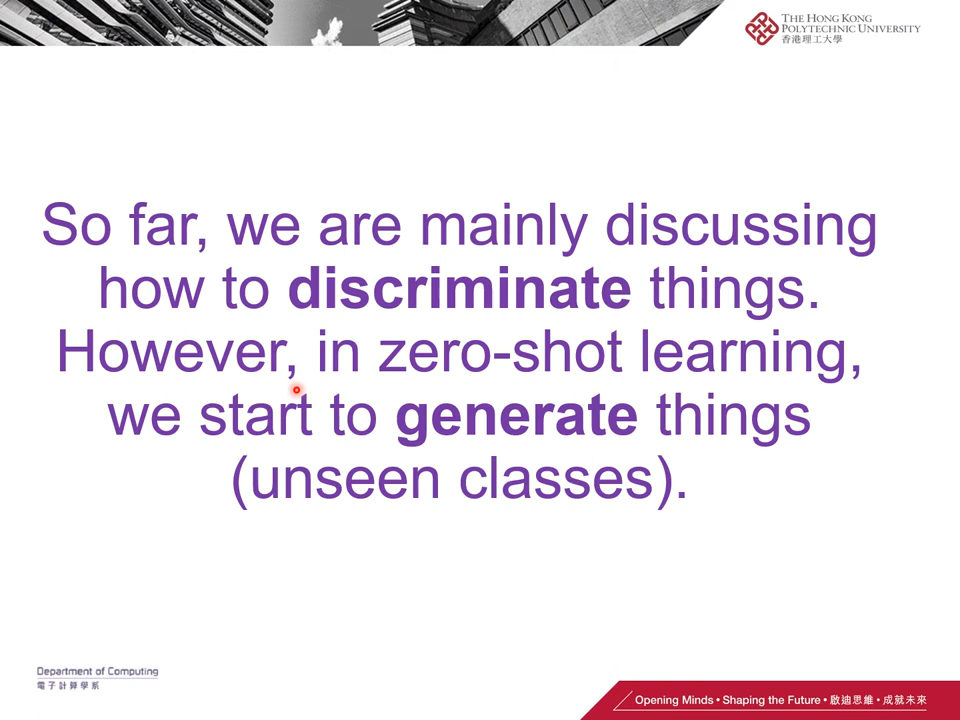 THE HONG KONG
POLYTECHNIC UNIVERSITY
香港理工大學
So far, we are mainly discussing
how to discriminate things.
However, in zero-shot learning,
we start to generate things
(unseen classes).
Department of Computing
電子計算學系
Opening Minds • Shaping the Future • 啟迪思維 • 成就未來